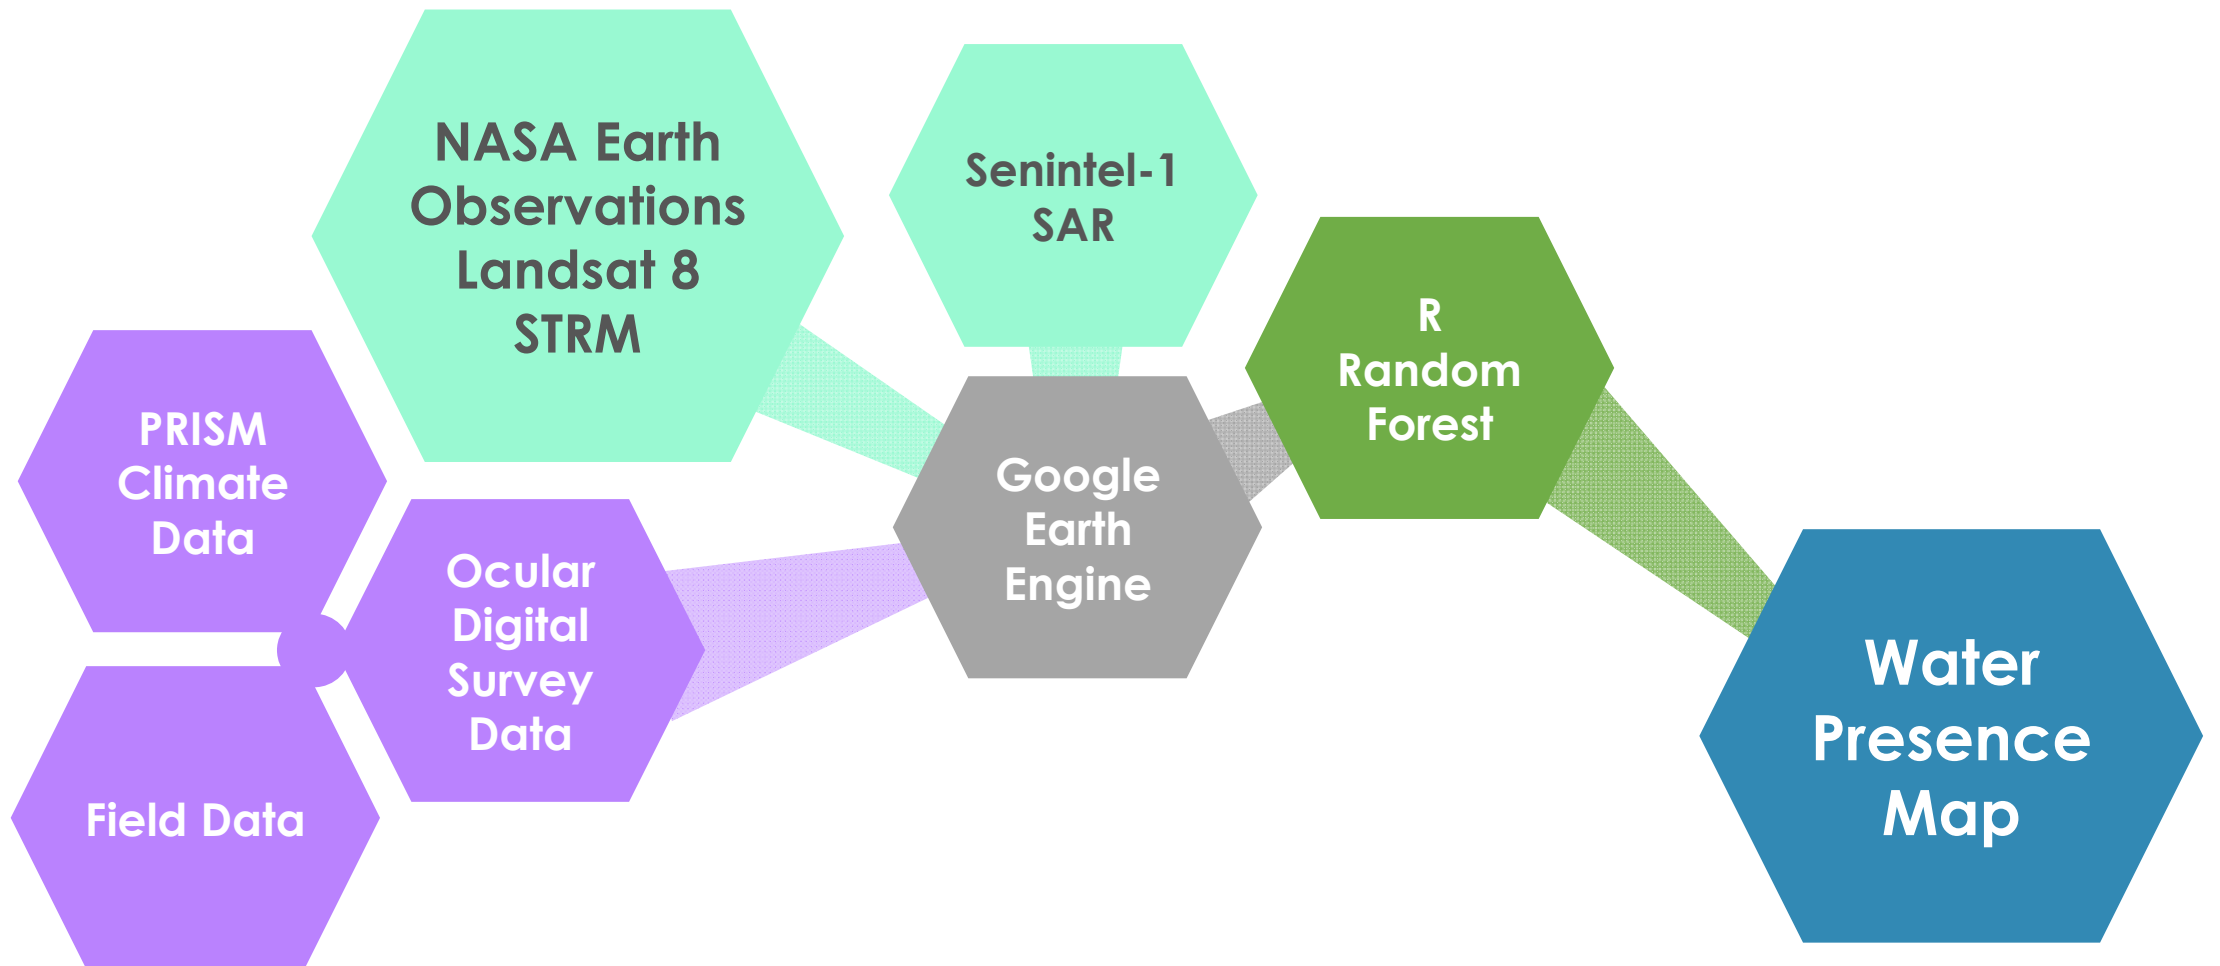 NASA Earth
Observations
Landsat 8
STRM
Senintel-1
SAR
R
Random
Forest
PRISM
Climate
Data
Google
Earth
Engine
Ocular
Digital
Survey
Data
Field Data
Water
Presence
Map